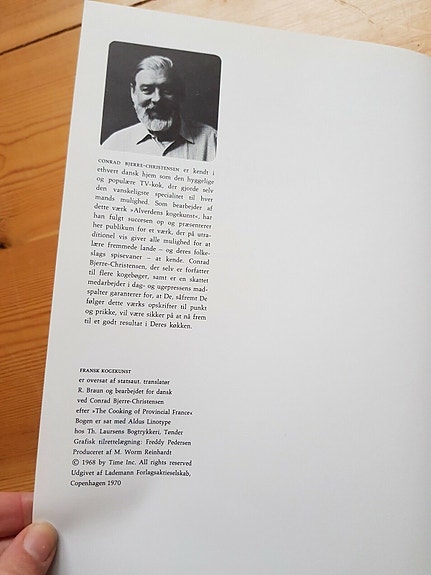 CONRAD BJERRE-CHRISTENSEN er kendt i
ethvert dansk hjem som den hyggelige
og populære TV-kok, der gjorde selv
den vanskeligste specialitet til hver
mands mulighed. Som bearbejder af
dette værk »Alverdens kogekunst«, har
han fulgt succesen op og præsenterer
her publikum for et værk, der på utra-
ditionel vis giver alle mulighed for at
lære fremmede lande – og deres folke-
slags spisevaner – at kende. Conrad
Bjerre-Christensen, der selv er forfatter
til flere kogebøger, samt er en skattet
medarbejder i dag- og ugepressens mad-
spalter garanterer for, at De, såfremt De
følger dette værks opskrifter til punkt
og prikke, vil være sikker på at nå frem
til et godt resultat i Deres køkken.
FRANSK KOGEKUNST
er oversat af statsaut. translatør
R. Braun og bearbejdet for dansk
ved Conrad Bjerre-Christensen
efter »The Cooking of Provincial France«
Bogen er sat med Aldus Linotype
hos Th. Laursens Bogtrykkeri, Tønder
Grafisk tilrettelægning: Freddy Pedersen
Produceret af M. Worm Reinhardt
© 1968 by Time Inc. All rights reserved
Udgivet af Lademann Forlagsaktieselskab,
Copenhagen 1970